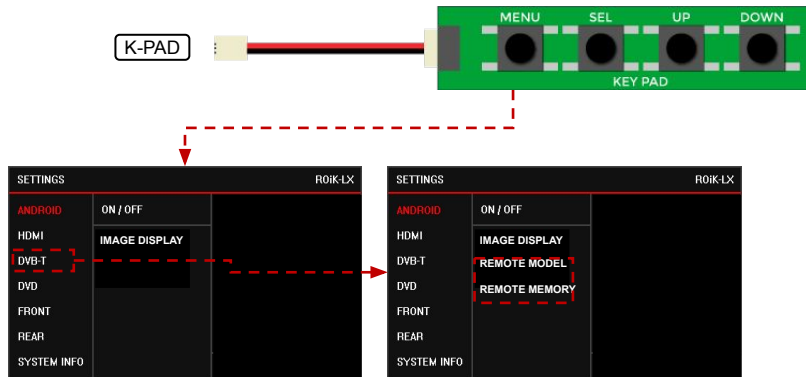 MENU SEL UP DOWN
K-PAD
KEY PAD
SETTINGS R0iK-LX
ANDROID ON / OFF
HDMI IMAGE DISPLAY
DVB-T
DVD
FRONT
REAR
SYSTEM INFO
SETTINGS R0iK-LX
ANDROID ON / OFF
HDMI IMAGE DISPLAY
DVB-T REMOTE MODEL
DVD REMOTE MEMORY
FRONT
REAR
SYSTEM INFO